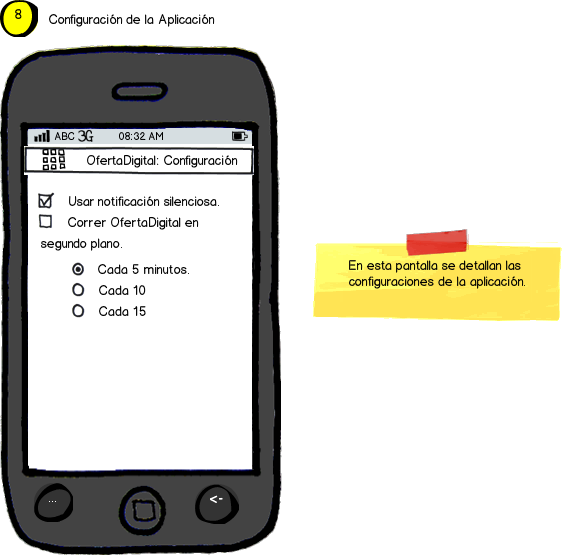 8
Configuración de la Aplicación
ABC 3G 08:32 AM
OfertaDigital: Configuración
Usar notificación silenciosa.
Correr OfertaDigital en
segundo plano.
Cada 5 minutos.
Cada 10
Cada 15
En esta pantalla se detallan las
configuraciones de la aplicación.
... <-